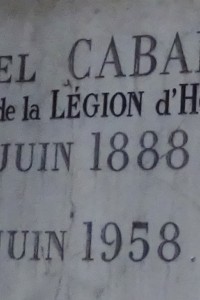 EL CABA
de la LÉGION d'H
JUIN 1888
JUIN 1958.